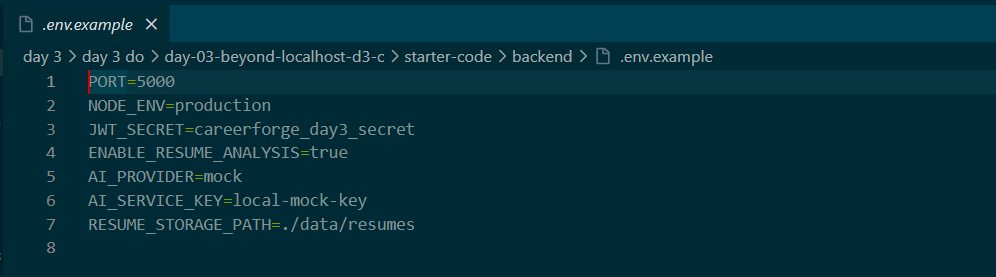 .env.example ×
day 3 > day 3 do > day-03-beyond-localhost-d3-c > starter-code > backend > .env.example
1 PORT=5000
2 NODE_ENV=production
3 JWT_SECRET=careerforge_day3_secret
4 ENABLE_RESUME_ANALYSIS=true
5 AI_PROVIDER=mock
6 AI_SERVICE_KEY=local-mock-key
7 RESUME_STORAGE_PATH=./data/resumes
8